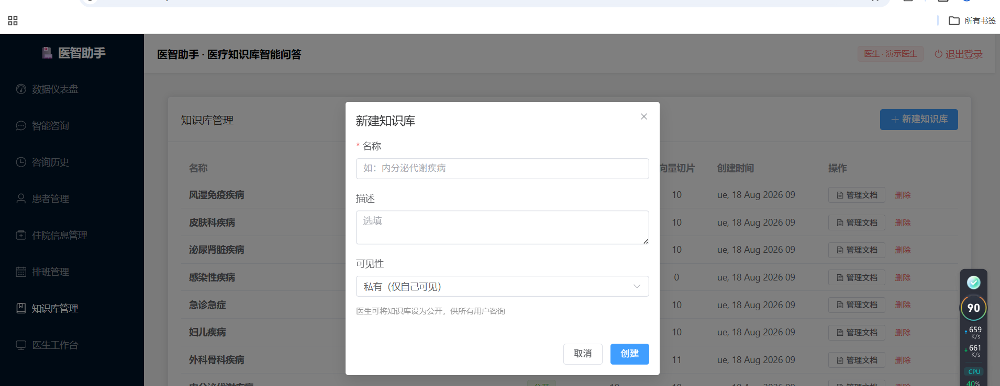 所有书签
医智助手
医智助手 · 医疗知识库智能问答
医生 · 演示医生
退出登录
数据仪表盘
智能咨询
咨询历史
患者管理
住院信息管理
排班管理
知识库管理
医生工作台
知识库管理
+ 新建知识库
名称
向量切片 创建时间 操作
风湿免疫疾病 10 ue, 18 Aug 2026 09 管理文档 删除
皮肤科疾病 10 ue, 18 Aug 2026 09 管理文档 删除
泌尿肾脏疾病 10 ue, 18 Aug 2026 09 管理文档 删除
感染性疾病 0 ue, 18 Aug 2026 09 管理文档 删除
急诊急症 10 ue, 18 Aug 2026 09 管理文档 删除
妇儿疾病 10 ue, 18 Aug 2026 09 管理文档 删除
外科骨科疾病 11 ue, 18 Aug 2026 09 管理文档 删除
新建知识库
* 名称
如：内分泌代谢疾病
描述
选填
可见性
私有（仅自己可见）
医生可将知识库设为公开，供所有用户咨询
取消
创建
90
659
K/s
661
K/s
CPU
40%